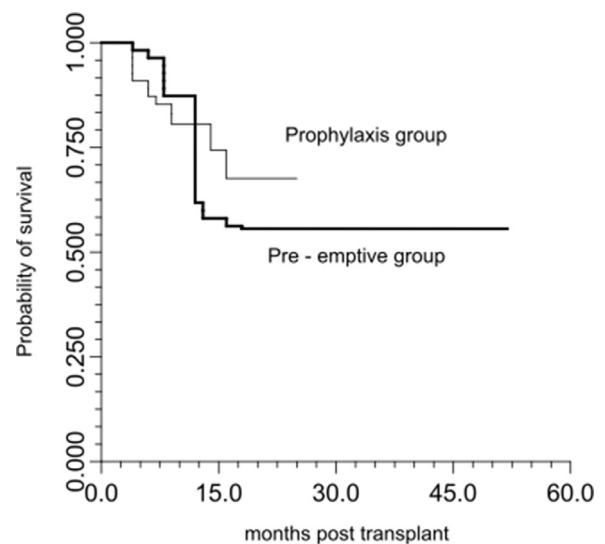 Probability of survival
1.000
0.750
0.500
0.250
0.000
Prophylaxis group
Pre - emptive group
0.0 15.0 30.0 45.0 60.0
months post transplant